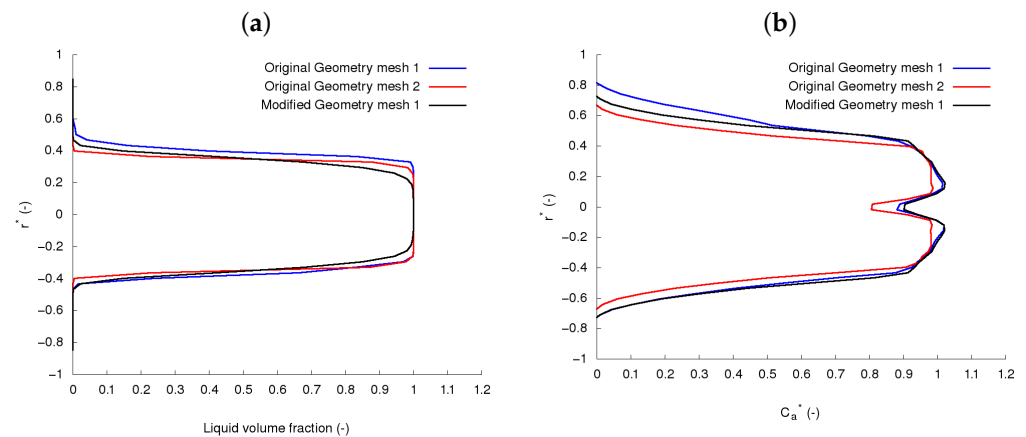 (a)
1
0.8
0.6
0.4
0.2
0
−0.2
−0.4
−0.6
−0.8
−1
r* (-)
Original Geometry mesh 1
Original Geometry mesh 2
Modified Geometry mesh 1
0 0.1 0.2 0.3 0.4 0.5 0.6 0.7 0.8 0.9 1 1.1 1.2
Liquid volume fraction (-)
(b)
1
0.8
0.6
0.4
0.2
0
−0.2
−0.4
−0.6
−0.8
−1
r* (-)
Original Geometry mesh 1
Original Geometry mesh 2
Modified Geometry mesh 1
0 0.1 0.2 0.3 0.4 0.5 0.6 0.7 0.8 0.9 1 1.1 1.2
Ca* (-)